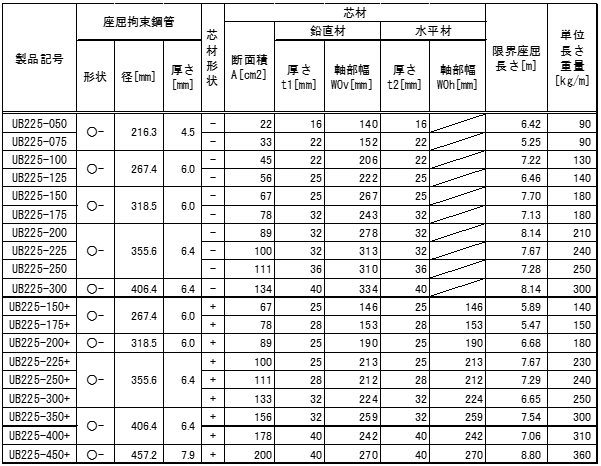 製品記号 座屈拘束鋼管 芯材形状 芯材 限界座屈長さ[m] 単位長さ重量[kg/m]
形状 径[mm] 厚さ[mm] 断面積A[cm2] 鉛直材 水平材
厚さt1[mm] 軸部幅W0v[mm] 厚さt2[mm] 軸部幅W0h[mm]
UB225-050 ○- 216.3 4.5 - 22 16 140 16 6.42 90
UB225-075 - 33 22 152 22 5.25 90
UB225-100 ○- 267.4 6.0 - 45 22 206 22 7.22 130
UB225-125 - 56 25 222 25 6.46 140
UB225-150 ○- 318.5 6.0 - 67 25 267 25 7.70 180
UB225-175 - 78 32 243 32 7.13 180
UB225-200 ○- 355.6 6.4 - 89 32 278 32 8.14 210
UB225-225 - 100 32 313 32 7.67 240
UB225-250 - 111 36 310 36 7.28 250
UB225-300 ○- 406.4 6.4 - 134 40 334 40 8.14 300
UB225-150+ ○- 267.4 6.0 + 67 25 146 25 146 5.89 140
UB225-175+ + 78 28 153 28 153 5.47 150
UB225-200+ ○- 318.5 6.0 + 89 25 190 25 190 6.68 180
UB225-225+ ○- 355.6 6.4 + 100 25 213 25 213 7.67 230
UB225-250+ + 111 28 212 28 212 7.29 240
UB225-300+ + 133 32 224 32 224 6.65 250
UB225-350+ ○- 406.4 6.4 + 156 32 259 32 259 7.54 300
UB225-400+ + 178 40 242 40 242 7.06 310
UB225-450+ ○- 457.2 7.9 + 200 40 270 40 270 8.80 360